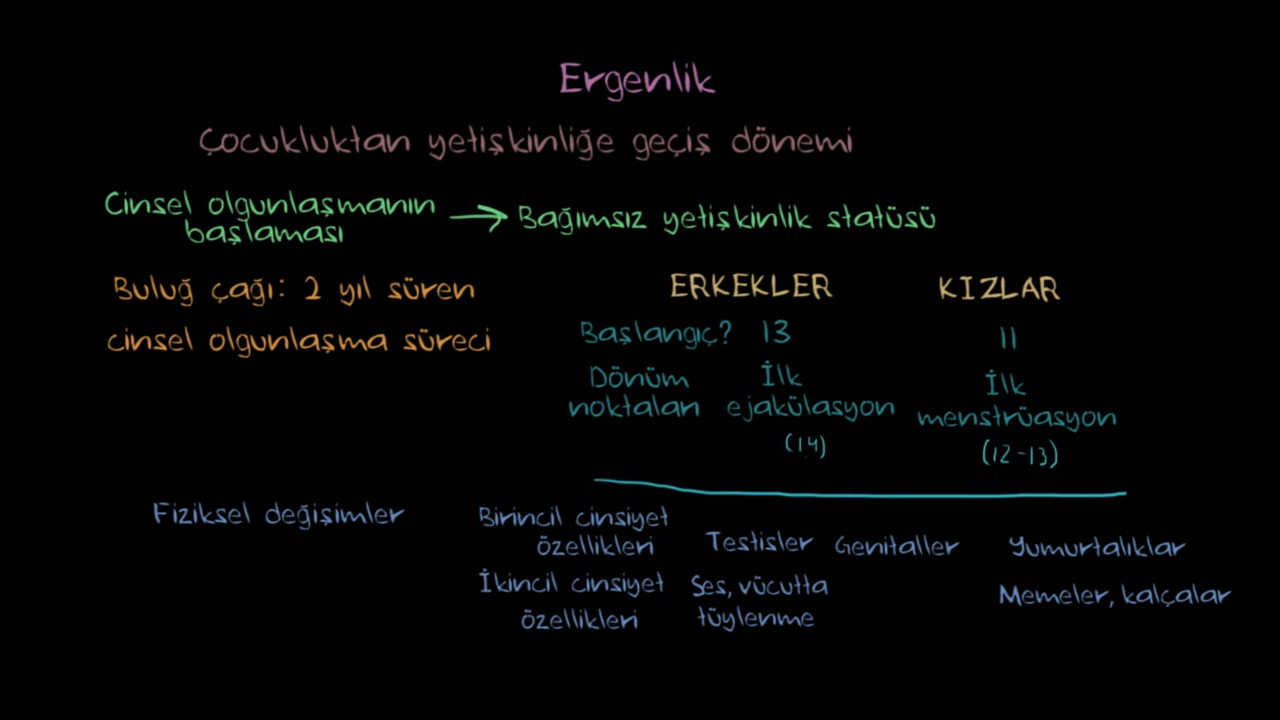 Ergenlik
Çocukluktan yetişkinliğe geçiş dönemi
Cinsel olgunlaşmanın
başlaması
Bağımsız yetişkinlik statüsü
Buluğ çağı: 2 yıl süren
cinsel olgunlaşma süreci
ERKEKLER KIZLAR
Başlangıç? 13 11
Dönüm
noktaları
İlk
ejakülasyon
(14)
İlk
menstrüasyon
(12-13)
Fiziksel değişimler
Birincil cinsiyet
özellikleri
Testisler Genitaller Yumurtalıklar
İkincil cinsiyet
özellikleri
Ses, vücutta
tüylenme
Memeler, kalçalar